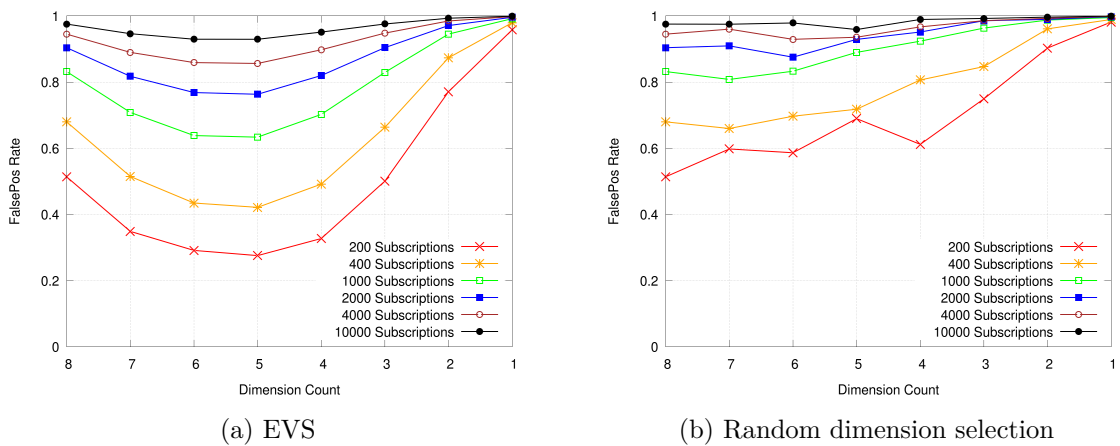 1
0.8
0.6
0.4
0.2
0
FalsePos Rate
200 Subscriptions
400 Subscriptions
1000 Subscriptions
2000 Subscriptions
4000 Subscriptions
10000 Subscriptions
8 7 6 5 4 3 2 1
Dimension Count
(a) EVS
1
0.8
0.6
0.4
0.2
0
FalsePos Rate
200 Subscriptions
400 Subscriptions
1000 Subscriptions
2000 Subscriptions
4000 Subscriptions
10000 Subscriptions
8 7 6 5 4 3 2 1
Dimension Count
(b) Random dimension selection